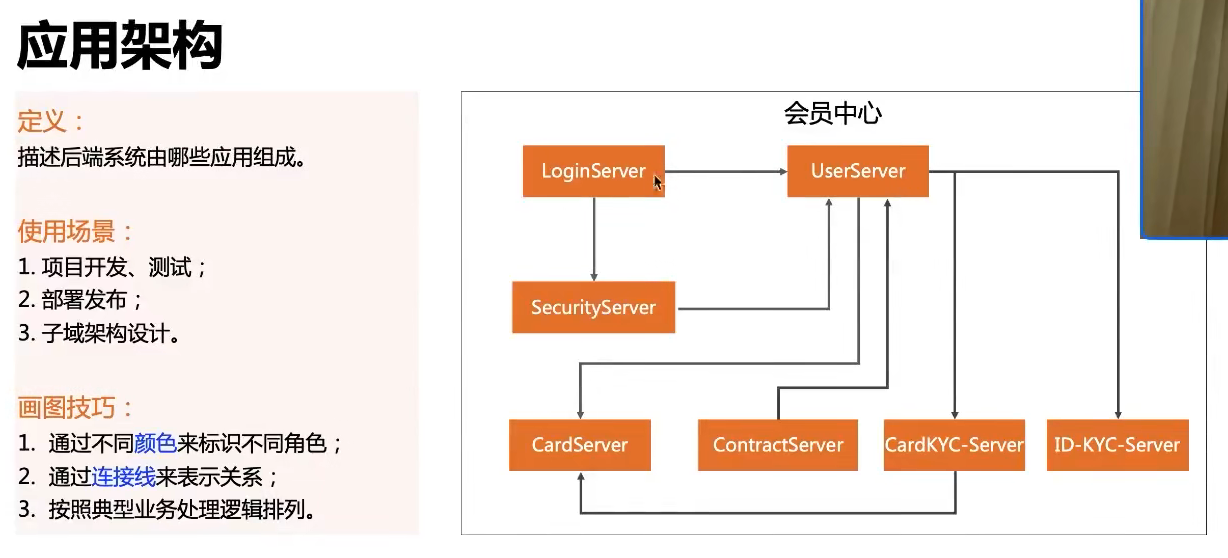 应用架构
定义：
描述后端系统由哪些应用组成。
使用场景：
1. 项目开发、测试；
2. 部署发布；
3. 子域架构设计。
画图技巧：
1. 通过不同颜色来标识不同角色；
2. 通过连接线来表示关系；
3. 按照典型业务处理逻辑排列。
会员中心
LoginServer
UserServer
SecurityServer
CardServer
ContractServer
CardKYC-Server
ID-KYC-Server